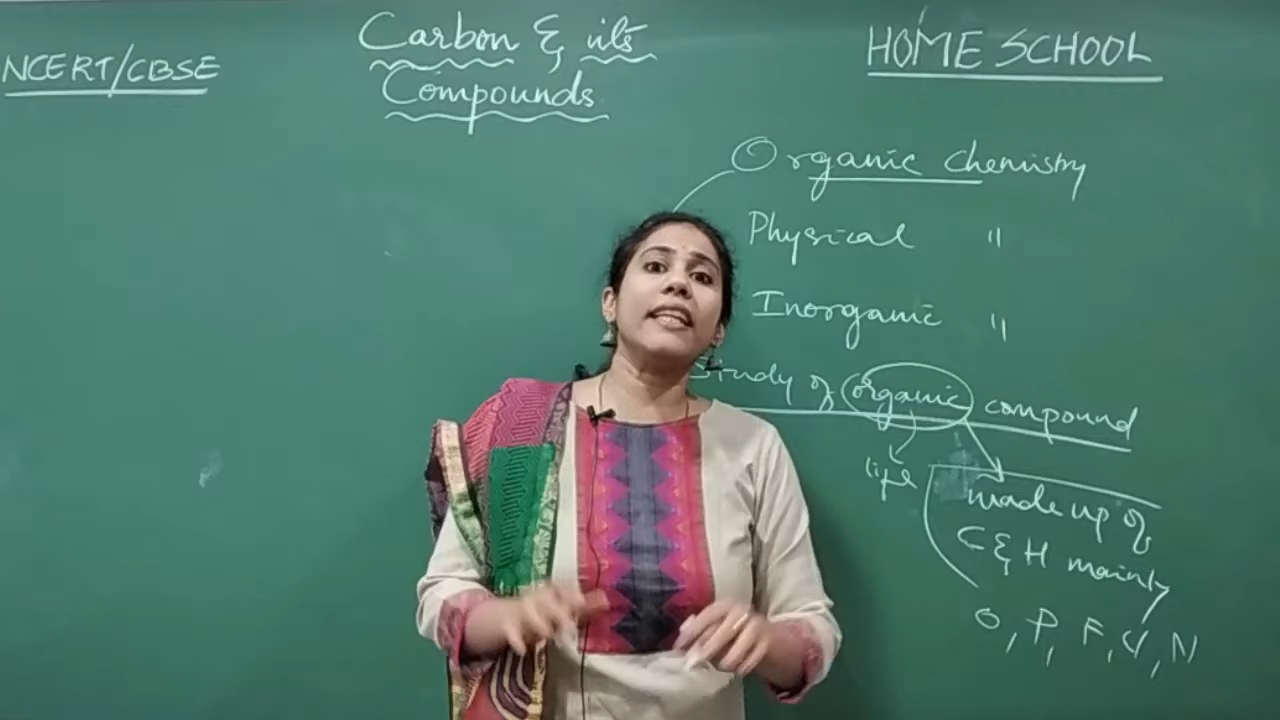 NCERT/CBSE
Carbon & it's
Compounds
HOME SCHOOL
Organic Chemistry
Physical "
Inorganic "
Study of organic compound
life
made up of
C & H mainly
O, P, F, Cl, N